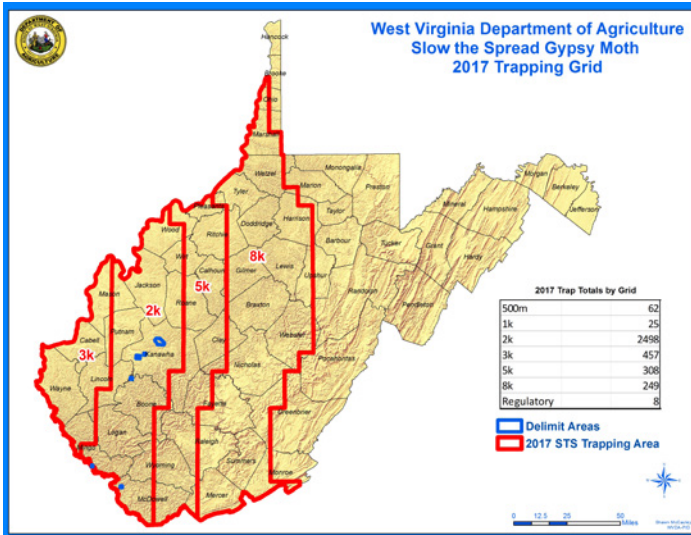 West Virginia Department of Agriculture
Slow the Spread Gypsy Moth
2017 Trapping Grid
Hancock
Brooke
Ohio
Marshall
Wetzel
Monongalia
Morgan
Marion
Preston
Berkeley
Tyler
Mineral
Hampshire
Jefferson
Pleasants
Harrison
Taylor
Wood
Doddridge
Ritchie
Barbour
Tucker
Grant
Hardy
Wirt
8k
Calhoun
Gilmer
Lewis
Upshur
Mason
Jackson
5k
Roane
Randolph
Pendleton
2k
Braxton
Putnam
Cabell
Webster
3k
Kanawha
Clay
Nicholas
Pocahontas
Wayne
Lincoln
Boone
Fayette
Greenbrier
Logan
Raleigh
Mingo
Wyoming
Summers
Monroe
McDowell
Mercer
2017 Trap Totals by Grid
500m 62
1k 25
2k 2498
3k 457
5k 308
8k 249
Regulatory 8
Delimit Areas
2017 STS Trapping Area
0 12.5 25 50
Miles